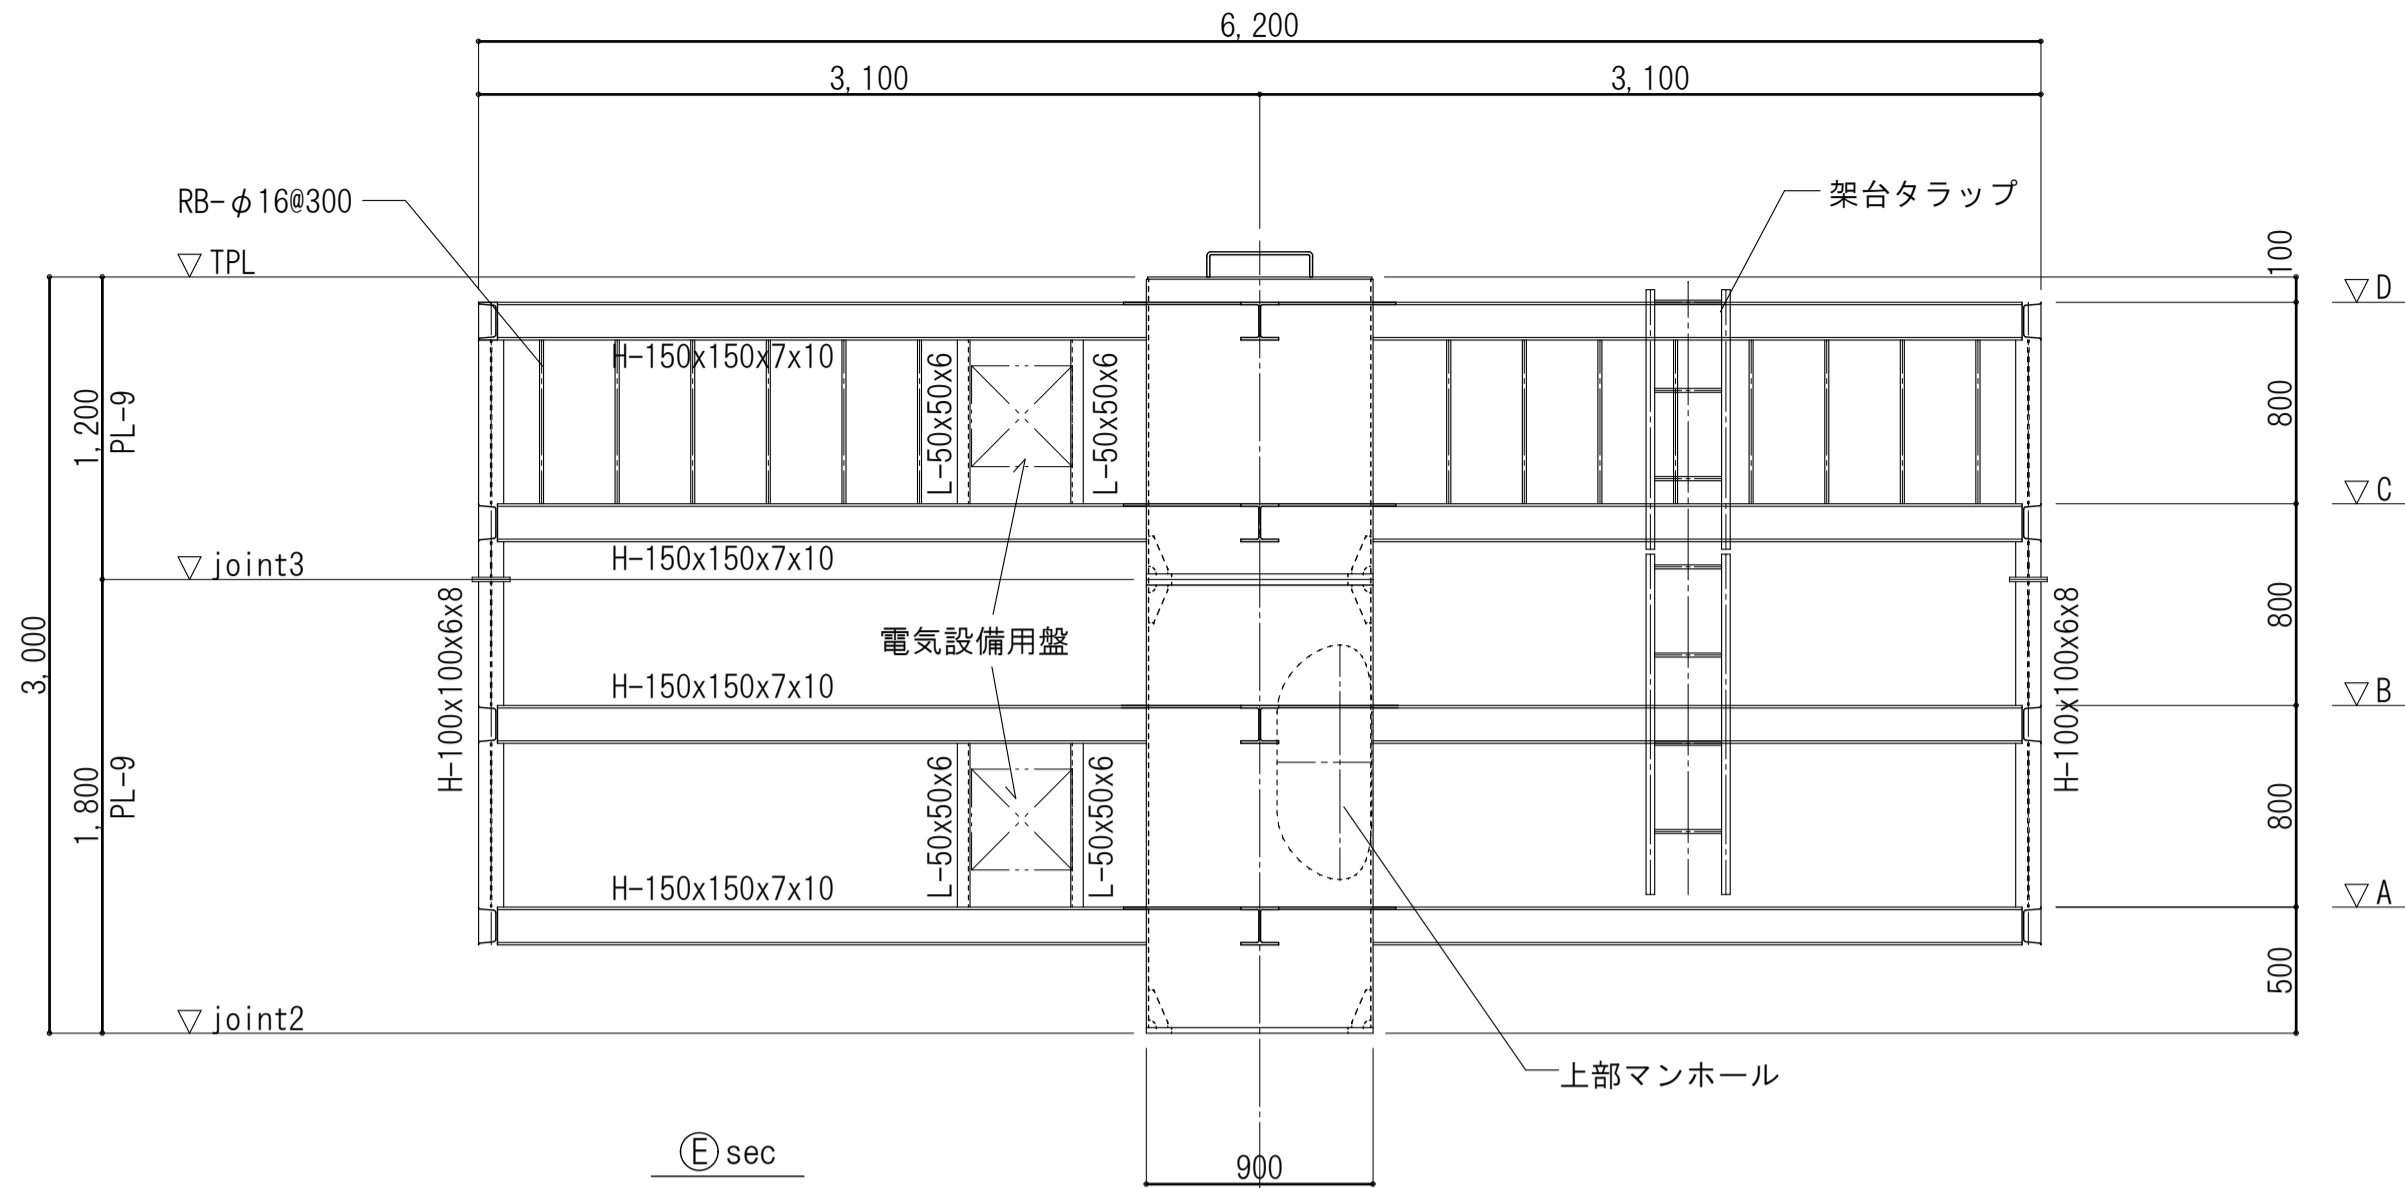 6,200
3,100
3,100
RB-φ16@300
架台タラップ
100
▽ TPL
▽ D
H-150x150x7x10
L-50x50x6
L-50x50x6
1,200
PL-9
800
▽ C
H-150x150x7x10
▽ joint3
3,000
H-100x100x6x8
電気設備用盤
800
H-100x100x6x8
H-150x150x7x10
▽ B
1,800
PL-9
L-50x50x6
L-50x50x6
800
H-150x150x7x10
▽ A
500
▽ joint2
上部マンホール
Ⓔ sec
900